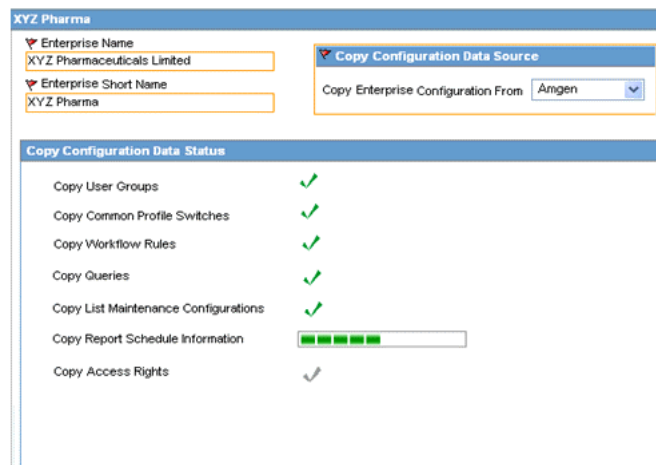 XYZ Pharma
Enterprise Name
XYZ Pharmaceuticals Limited
Enterprise Short Name
XYZ Pharma
Copy Configuration Data Source
Copy Enterprise Configuration From Amgen
Copy Configuration Data Status
Copy User Groups
Copy Common Profile Switches
Copy Workflow Rules
Copy Queries
Copy List Maintenance Configurations
Copy Report Schedule Information
Copy Access Rights